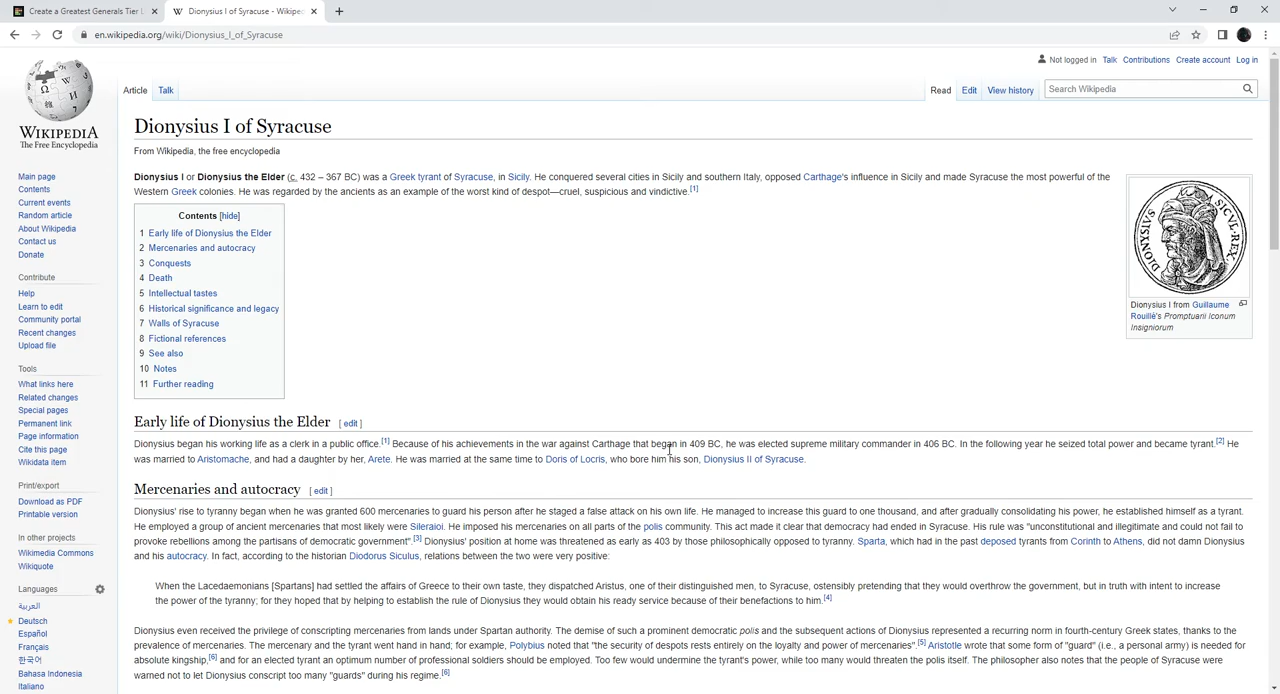 Create a Greatest Generals Tier L
Dionysius I of Syracuse - Wikipe
en.wikipedia.org/wiki/Dionysius_I_of_Syracuse
Not logged in Talk Contributions Create account Log in
Article Talk Read Edit View history Search Wikipedia
WIKIPEDIA
The Free Encyclopedia
Main page
Contents
Current events
Random article
About Wikipedia
Contact us
Donate
Contribute
Help
Learn to edit
Community portal
Recent changes
Upload file
Tools
What links here
Related changes
Special pages
Permanent link
Page information
Cite this page
Wikidata item
Print/export
Download as PDF
Printable version
In other projects
Wikimedia Commons
Wikiquote
Languages
العربية
Deutsch
Español
Français
한국어
Bahasa Indonesia
Italiano
Dionysius I of Syracuse
From Wikipedia, the free encyclopedia
Dionysius I or Dionysius the Elder (c. 432 – 367 BC) was a Greek tyrant of Syracuse, in Sicily. He conquered several cities in Sicily and southern Italy, opposed Carthage's influence in Sicily and made Syracuse the most powerful of the
Western Greek colonies. He was regarded by the ancients as an example of the worst kind of despot—cruel, suspicious and vindictive.[1]
DIONYSIVS SICVL·REX·
Dionysius I from Guillaume
Rouillé's Promptuarii Iconum
Insigniorum
Contents [hide]
1 Early life of Dionysius the Elder
2 Mercenaries and autocracy
3 Conquests
4 Death
5 Intellectual tastes
6 Historical significance and legacy
7 Walls of Syracuse
8 Fictional references
9 See also
10 Notes
11 Further reading
Early life of Dionysius the Elder [ edit ]
Dionysius began his working life as a clerk in a public office.[1] Because of his achievements in the war against Carthage that began in 409 BC, he was elected supreme military commander in 406 BC. In the following year he seized total power and became tyrant.[2] He
was married to Aristomache, and had a daughter by her, Arete. He was married at the same time to Doris of Locris, who bore him his son, Dionysius II of Syracuse.
Mercenaries and autocracy [ edit ]
Dionysius' rise to tyranny began when he was granted 600 mercenaries to guard his person after he staged a false attack on his own life. He managed to increase this guard to one thousand, and after gradually consolidating his power, he established himself as a tyrant.
He employed a group of ancient mercenaries that most likely were Sileraioi. He imposed his mercenaries on all parts of the polis community. This act made it clear that democracy had ended in Syracuse. His rule was "unconstitutional and illegitimate and could not fail to
provoke rebellions among the partisans of democratic government".[3] Dionysius' position at home was threatened as early as 403 by those philosophically opposed to tyranny. Sparta, which had in the past deposed tyrants from Corinth to Athens, did not damn Dionysius
and his autocracy. In fact, according to the historian Diodorus Siculus, relations between the two were very positive:
When the Lacedaemonians [Spartans] had settled the affairs of Greece to their own taste, they dispatched Aristus, one of their distinguished men, to Syracuse, ostensibly pretending that they would overthrow the government, but in truth with intent to increase
the power of the tyranny; for they hoped that by helping to establish the rule of Dionysius they would obtain his ready service because of their benefactions to him.[4]
Dionysius even received the privilege of conscripting mercenaries from lands under Spartan authority. The demise of such a prominent democratic polis and the subsequent actions of Dionysius represented a recurring norm in fourth-century Greek states, thanks to the
prevalence of mercenaries. The mercenary and the tyrant went hand in hand; for example, Polybius noted that "the security of despots rests entirely on the loyalty and power of mercenaries".[5] Aristotle wrote that some form of "guard" (i.e., a personal army) is needed for
absolute kingship,[6] and for an elected tyrant an optimum number of professional soldiers should be employed. Too few would undermine the tyrant's power, while too many would threaten the polis itself. The philosopher also notes that the people of Syracuse were
warned not to let Dionysius conscript too many "guards" during his regime.[6]